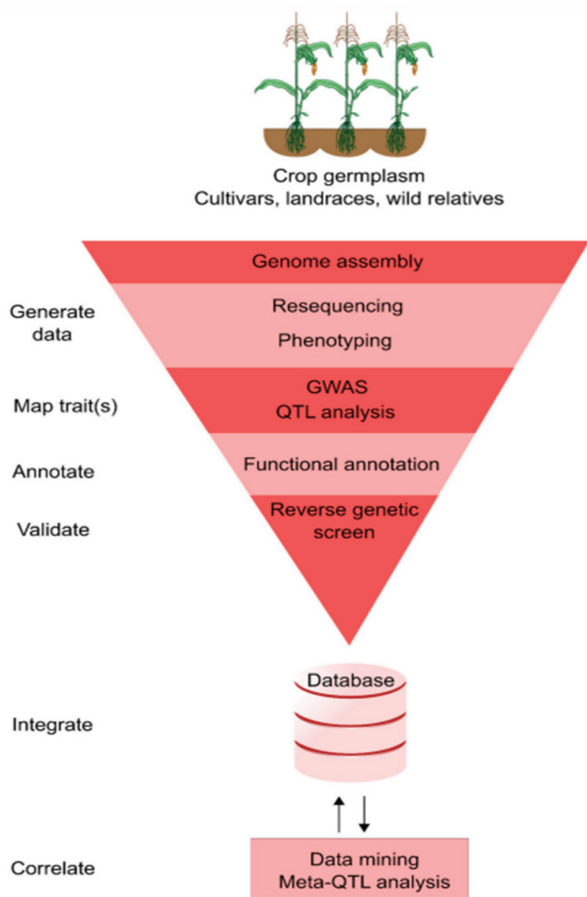 Crop germplasm
Cultivars, landraces, wild relatives
Genome assembly
Generate
data
Resequencing
Phenotyping
Map trait(s)
GWAS
QTL analysis
Annotate
Functional annotation
Validate
Reverse genetic
screen
Database
Integrate
Correlate
Data mining
Meta-QTL analysis